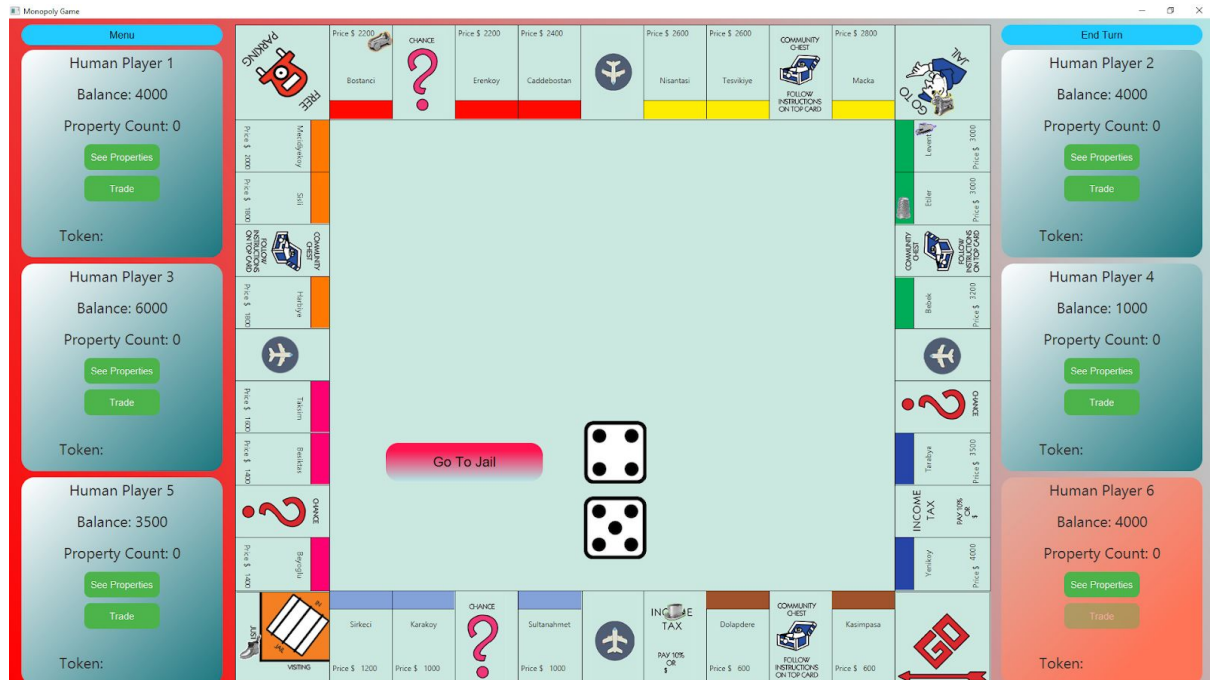 Monopoly Game
Menu
Human Player 1
Balance: 4000
Property Count: 0
See Properties
Trade
Token:
Human Player 3
Balance: 6000
Property Count: 0
See Properties
Trade
Token:
Human Player 5
Balance: 3500
Property Count: 0
See Properties
Trade
Token:
FREE
PARKING
Price $ 2200
Bostanci
CHANCE
Price $ 2200
Erenkoy
Price $ 2400
Caddebostan
Price $ 2600
Nisantasi
Price $ 2600
Tesvikiye
COMMUNITY
CHEST
FOLLOW
INSTRUCTIONS
ON TOP CARD
Price $ 2800
Macka
GO TO
JAIL
Mecidiyekoy
Price $ 2000
Sisli
Price $ 1800
COMMUNITY
CHEST
FOLLOW
INSTRUCTIONS
ON TOP CARD
Harbiye
Price $ 1800
Taksim
Price $ 1600
Besiktas
Price $ 1400
CHANCE
Beyoglu
Price $ 1400
Levent
Price $ 3000
Etiler
Price $ 3000
COMMUNITY
CHEST
FOLLOW
INSTRUCTIONS
ON TOP CARD
Bebek
Price $ 3200
CHANCE
Tarabya
Price $ 3500
INCOME
TAX
PAY 10%
OR
$
Yenikoy
Price $ 4000
Go To Jail
JUST
VISITING
IN
JAIL
Sirkeci
Price $ 1200
Karakoy
Price $ 1000
CHANCE
Sultanahmet
Price $ 1000
TAX
PAY 10%
OR
$
Dolapdere
Price $ 600
COMMUNITY
CHEST
FOLLOW
INSTRUCTIONS
ON TOP CARD
Kasimpasa
Price $ 600
GO
End Turn
Human Player 2
Balance: 4000
Property Count: 0
See Properties
Trade
Token:
Human Player 4
Balance: 1000
Property Count: 0
See Properties
Trade
Token:
Human Player 6
Balance: 4000
Property Count: 0
See Properties
Trade
Token: